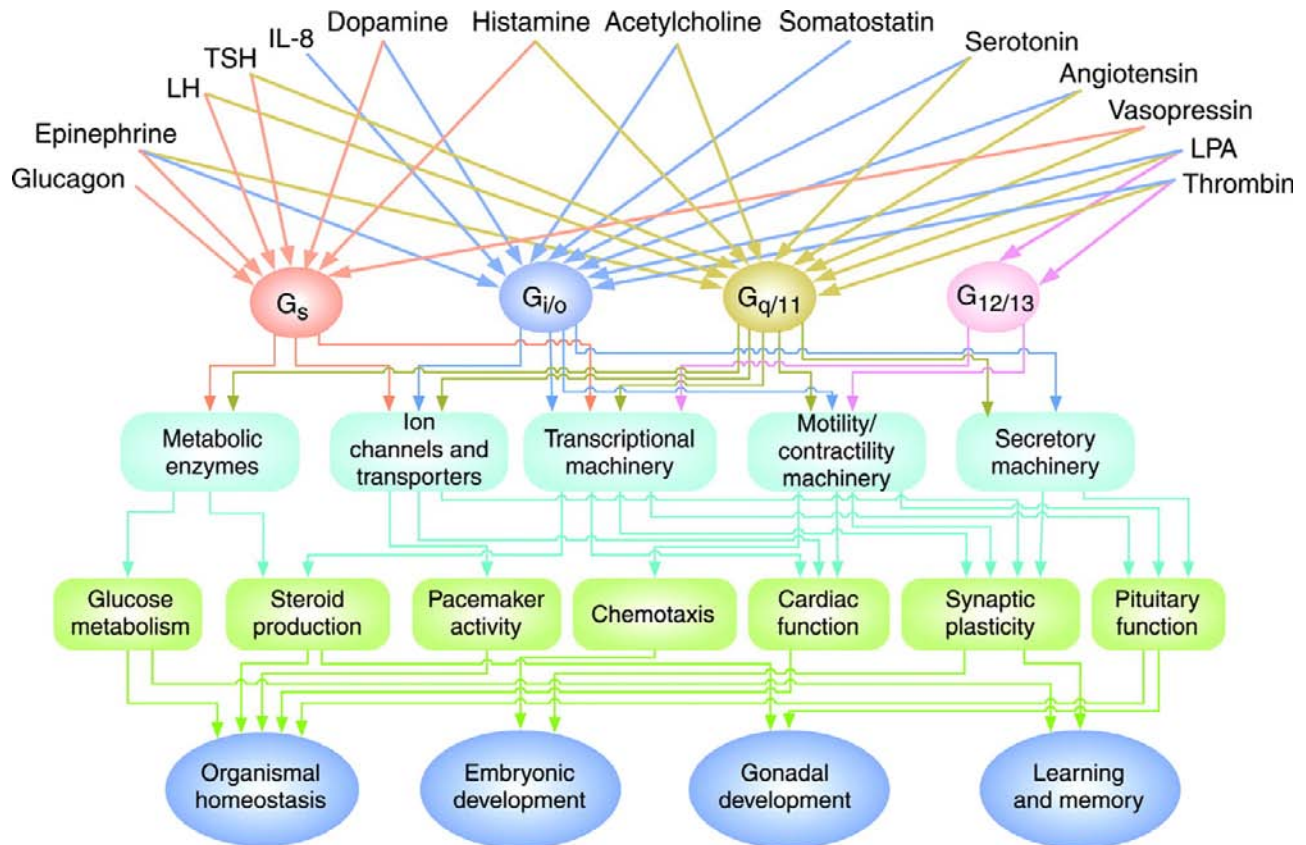 Dopamine
Histamine
Acetylcholine
Somatostatin
IL-8
Serotonin
TSH
Angiotensin
LH
Vasopressin
Epinephrine
LPA
Glucagon
Thrombin
Gs
Gi/o
Gq/11
G12/13
Metabolic
enzymes
Ion
channels and
transporters
Transcriptional
machinery
Motility/
contractility
machinery
Secretory
machinery
Glucose
metabolism
Steroid
production
Pacemaker
activity
Chemotaxis
Cardiac
function
Synaptic
plasticity
Pituitary
function
Organismal
homeostasis
Embryonic
development
Gonadal
development
Learning
and memory